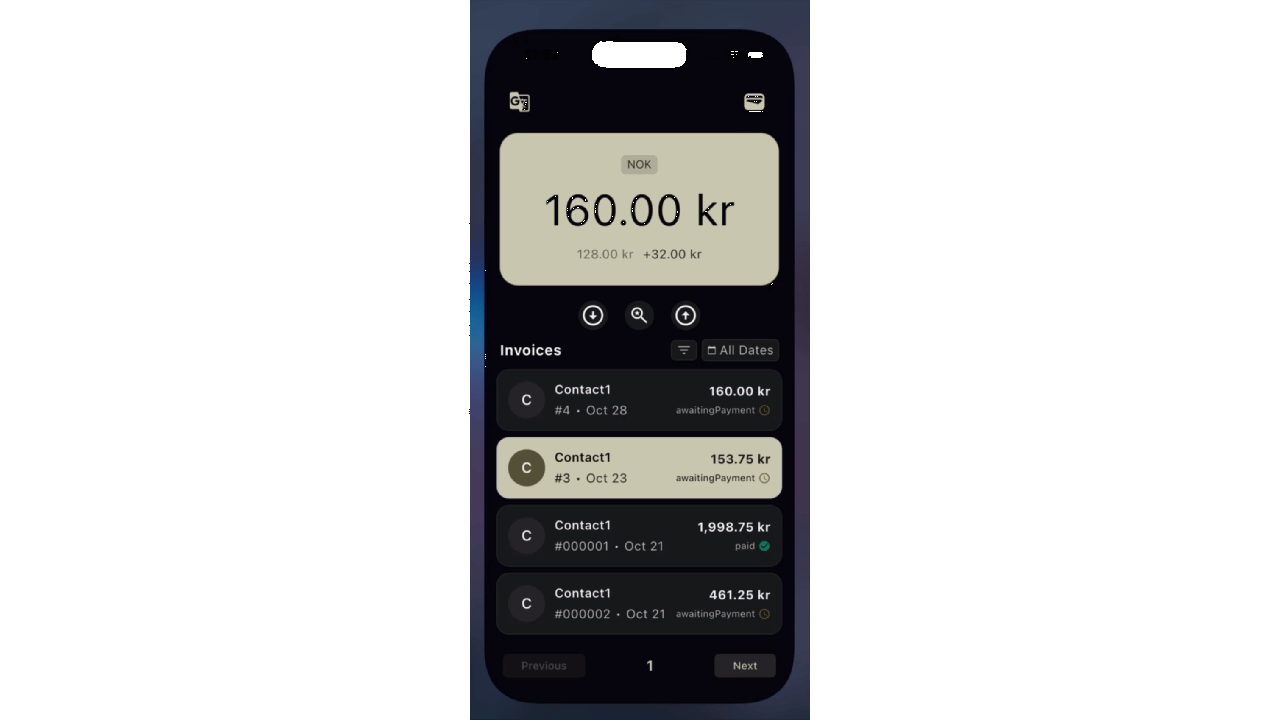 NOK
160.00 kr
128.00 kr +32.00 kr
Invoices
All Dates
C
Contact1
160.00 kr
#4 • Oct 28
awaitingPayment
C
Contact1
153.75 kr
#3 • Oct 23
awaitingPayment
C
Contact1
1,998.75 kr
#000001 • Oct 21
paid
C
Contact1
461.25 kr
#000002 • Oct 21
awaitingPayment
Previous
1
Next